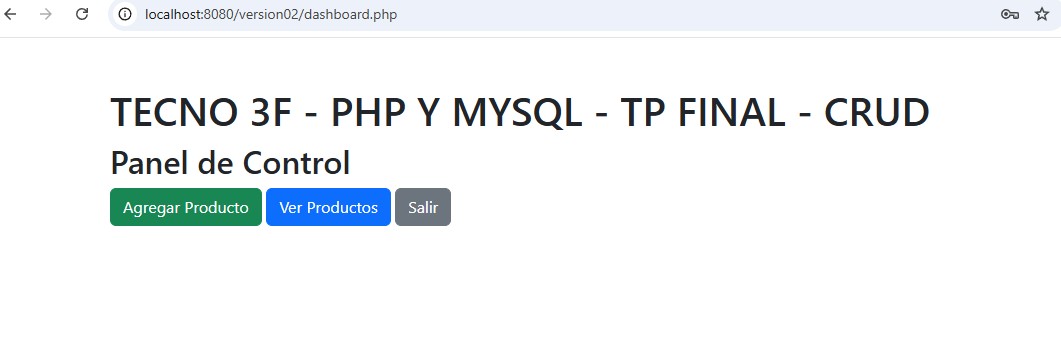 localhost:8080/version02/dashboard.php
TECNO 3F - PHP Y MYSQL - TP FINAL - CRUD
Panel de Control
Agregar Producto Ver Productos Salir